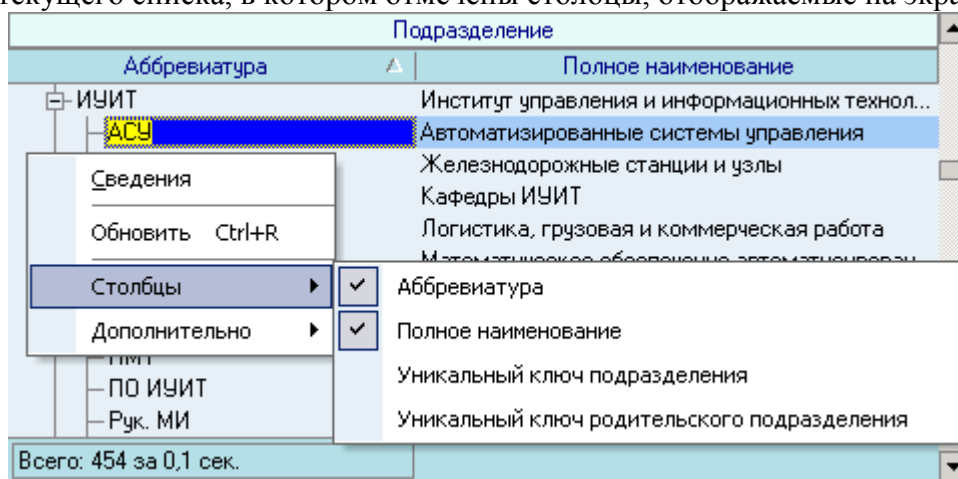 текущего списка, в котором отмечены столбцы, отображаемые на экра
Подразделение
Аббревиатура Полное наименование
ИУИТ Институт управления и информационных технол...
АСУ Автоматизированные системы управления
Железнодорожные станции и узлы
Сведения
Кафедры ИУИТ
Обновить Ctrl+R Логистика, грузовая и коммерческая работа
Столбцы Аббревиатура
Дополнительно Полное наименование
Уникальный ключ подразделения
ПО ИУИТ
Уникальный ключ родительского подразделения
Рук. МИ
Всего: 454 за 0,1 сек.